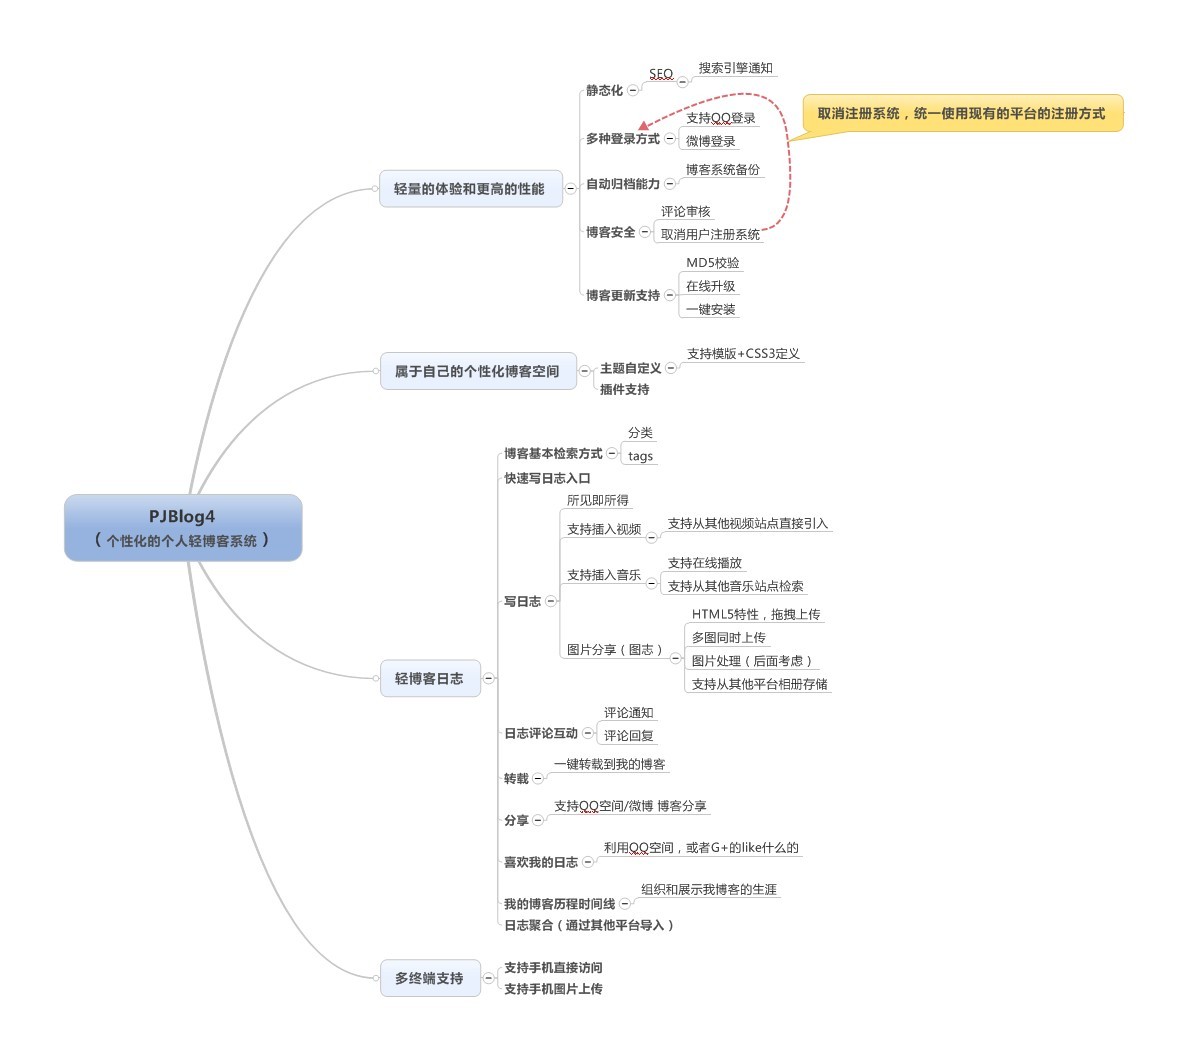 PJBlog4
（ 个性化的个人轻博客系统 ）
轻量的体验和更高的性能
静态化
SEO
搜索引擎通知
多种登录方式
支持QQ登录
微博登录
自动归档能力
博客系统备份
博客安全
评论审核
取消用户注册系统
取消注册系统，统一使用现有的平台的注册方式
博客更新支持
MD5校验
在线升级
一键安装
属于自己的个性化博客空间
主题自定义
支持模版+CSS3定义
插件支持
轻博客日志
博客基本检索方式
分类
tags
快速写日志入口
写日志
所见即所得
支持插入视频
支持从其他视频站点直接引入
支持插入音乐
支持在线播放
支持从其他音乐站点检索
图片分享（图志）
HTML5特性，拖拽上传
多图同时上传
图片处理（后面考虑）
支持从其他平台相册存储
日志评论互动
评论通知
评论回复
转载
一键转载到我的博客
分享
支持QQ空间/微博 博客分享
喜欢我的日志
利用QQ空间，或者G+的like什么的
我的博客历程时间线
组织和展示我博客的生涯
日志聚合（通过其他平台导入）
多终端支持
支持手机直接访问
支持手机图片上传